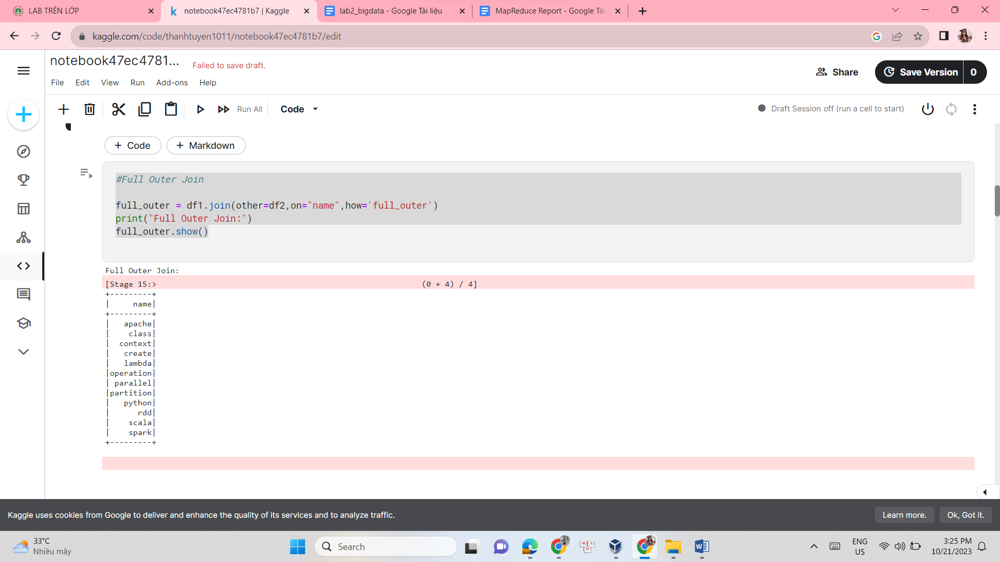 LAB TRÊN LỚP
notebook47ec4781b7 | Kaggle
lab2_bigdata - Google Tài liệu
MapReduce Report - Google Tài
kaggle.com/code/thanhtuyen1011/notebook47ec4781b7/edit
notebook47ec4781...
Failed to save draft.
Share
Save Version
0
File Edit View Run Add-ons Help
Run All
Code
Draft Session off (run a cell to start)
+ Code
+ Markdown
#Full Outer Join
full_outer = df1.join(other=df2,on="name",how='full_outer')
print("Full Outer Join:")
full_outer.show()
Full Outer Join:
[Stage 15:> (0 + 4) / 4]
+---------+
|     name|
+---------+
|   apache|
|    class|
|  context|
|   create|
|   lambda|
|operation|
| parallel|
|partition|
|   python|
|      rdd|
|    scala|
|    spark|
+---------+
Kaggle uses cookies from Google to deliver and enhance the quality of its services and to analyze traffic.
Learn more.
Ok, Got it.
33°C
Nhiều mây
Search
ENG
US
3:25 PM
10/21/2023